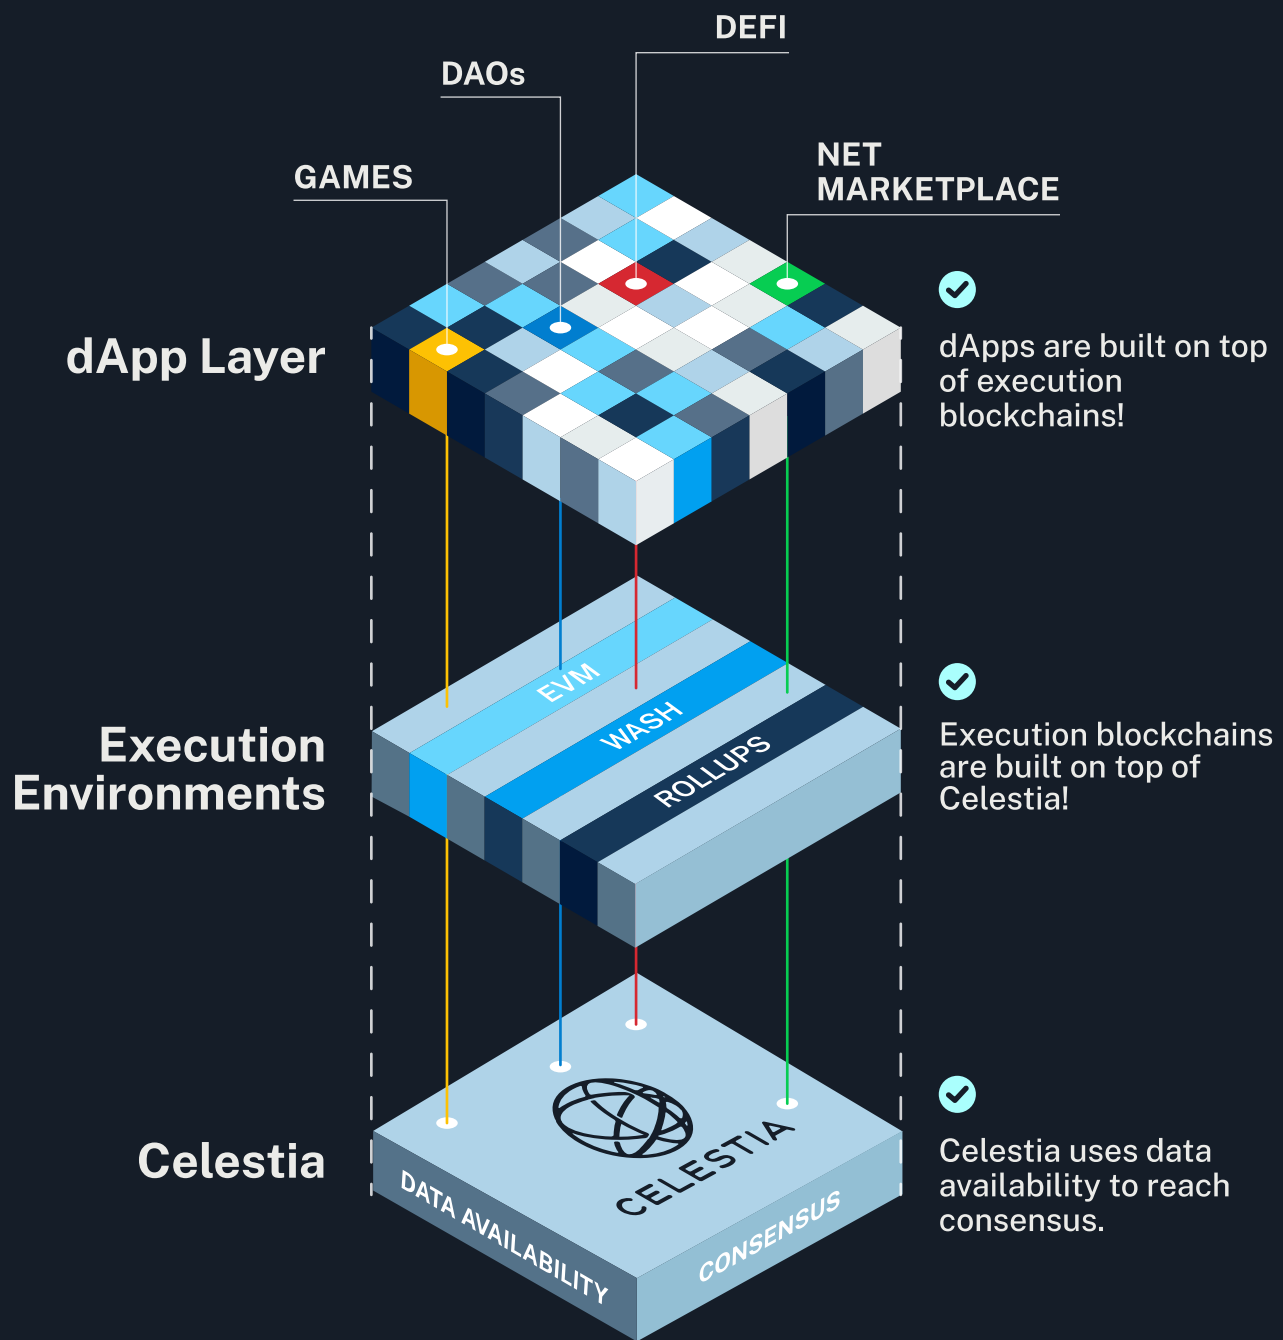 DEFI
DAOs
GAMES
NET
MARKETPLACE
dApp Layer
dApps are built on top
of execution
blockchains!
EVM
WASH
ROLLUPS
Execution
Environments
Execution blockchains
are built on top of
Celestia!
Celestia
CELESTIA
DATA AVAILABILITY
CONSENSUS
Celestia uses data
availability to reach
consensus.